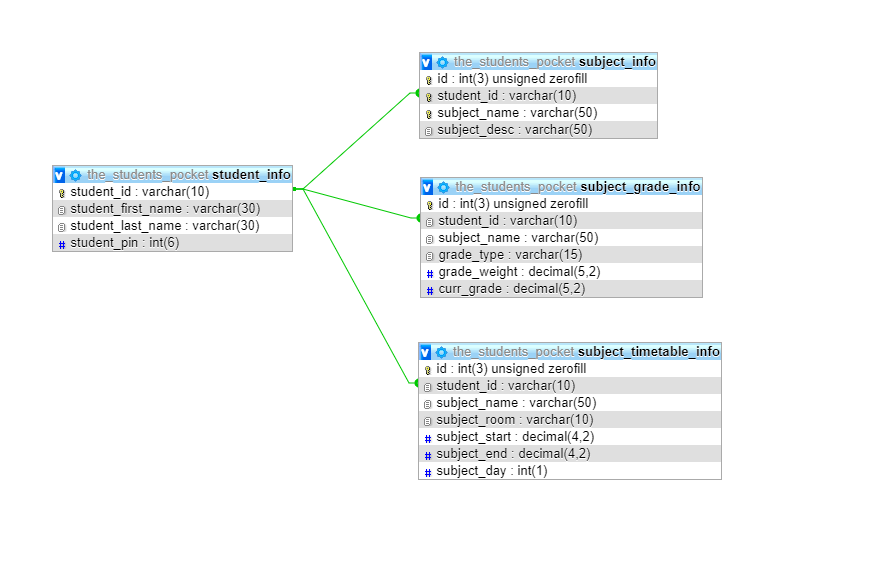 the_students_pocket subject_info
id : int(3) unsigned zerofill
student_id : varchar(10)
subject_name : varchar(50)
subject_desc : varchar(50)
the_students_pocket student_info
student_id : varchar(10)
student_first_name : varchar(30)
student_last_name : varchar(30)
student_pin : int(6)
the_students_pocket subject_grade_info
id : int(3) unsigned zerofill
student_id : varchar(10)
subject_name : varchar(50)
grade_type : varchar(15)
grade_weight : decimal(5,2)
curr_grade : decimal(5,2)
the_students_pocket subject_timetable_info
id : int(3) unsigned zerofill
student_id : varchar(10)
subject_name : varchar(50)
subject_room : varchar(10)
subject_start : decimal(4,2)
subject_end : decimal(4,2)
subject_day : int(1)